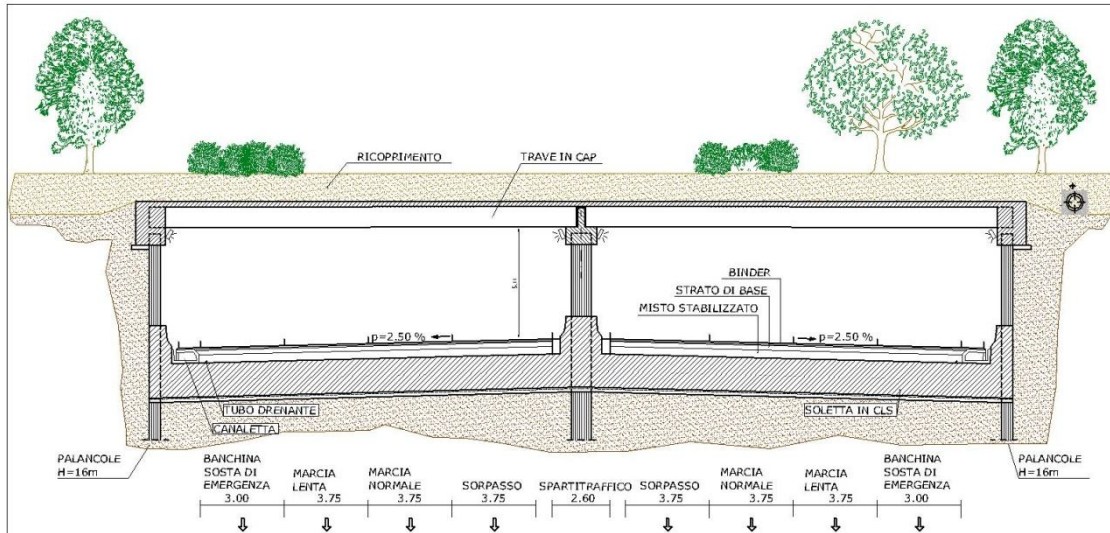 RICOPRIMENTO
TRAVE IN CAP
BINDER
STRATO DI BASE
MISTO STABILIZZATO
p=2.50 %
p=2.50 %
TUBO DRENANTE
CANALETTA
SOLETTA IN CLS
PALANCOLE
H=16m
BANCHINA
SOSTA DI
EMERGENZA
3.00
MARCIA
LENTA
3.75
MARCIA
NORMALE
3.75
SORPASSO
3.75
SPARTITRAFFICO
2.60
SORPASSO
3.75
MARCIA
NORMALE
3.75
MARCIA
LENTA
3.75
BANCHINA
SOSTA DI
EMERGENZA
3.00
PALANCOLE
H=16m